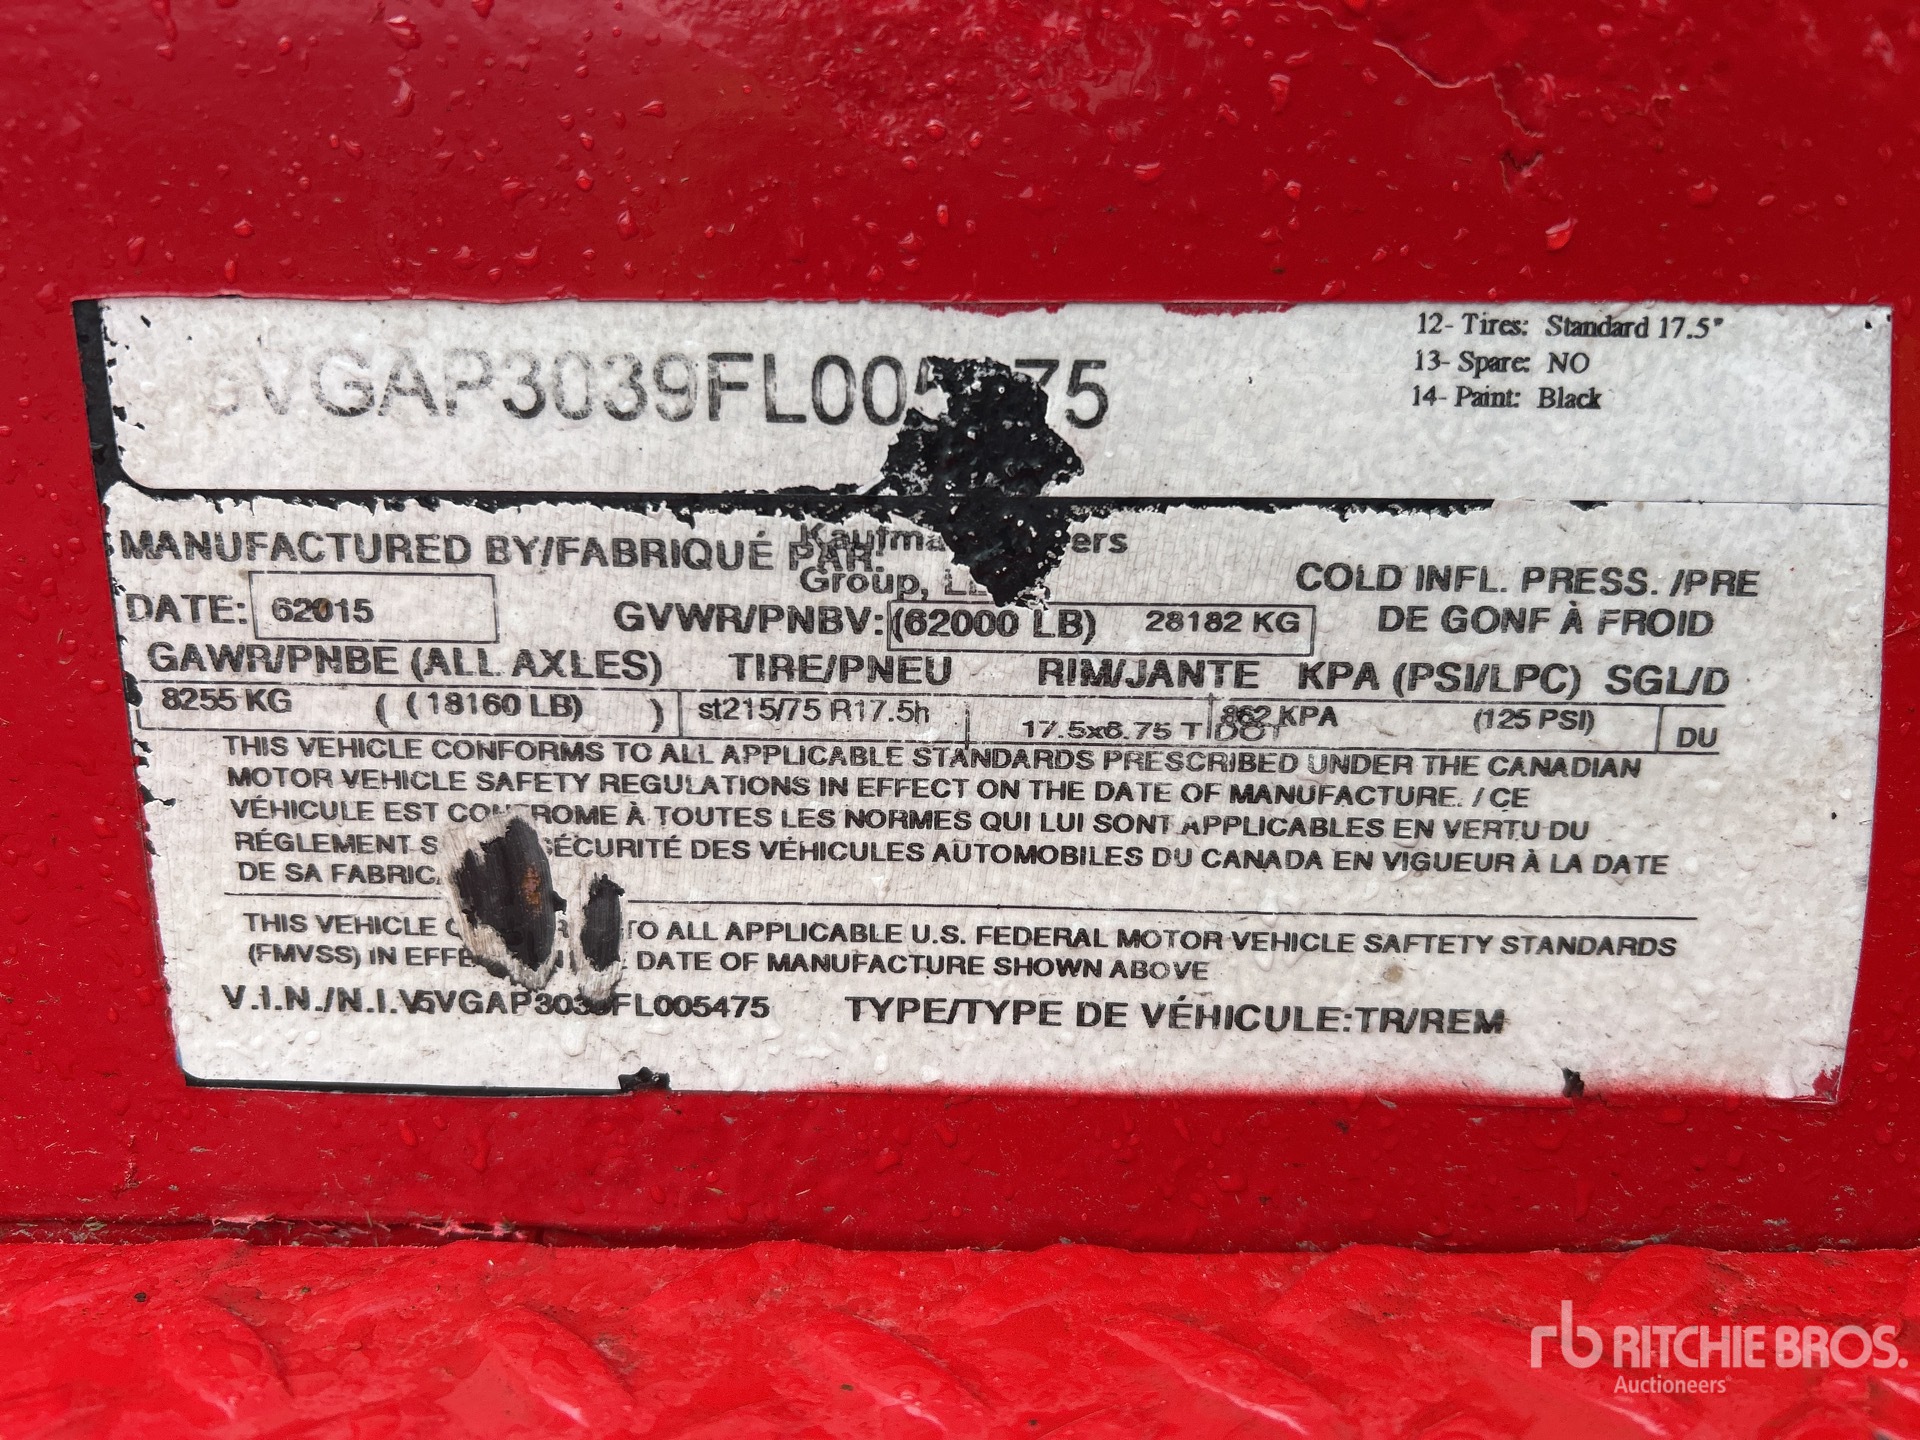 12- Tires: Standard 17.5"
13- Spare: NO
14- Paint: Black
MANUFACTURED BY/FABRIQUÉ PAR:
Group,
DATE: 62015
GVWR/PNBV: (62000 LB) 28182 KG
COLD INFL. PRESS. /PRE
DE GONF À FROID
GAWR/PNBE (ALL AXLES) TIRE/PNEU RIM/JANTE KPA (PSI/LPC) SGL/D
8255 KG ( (18160 LB) ) st215/75 R17.5h 17.5x6.75 T DOT 862 KPA (125 PSI) DU
THIS VEHICLE CONFORMS TO ALL APPLICABLE STANDARDS PRESCRIBED UNDER THE CANADIAN
MOTOR VEHICLE SAFETY REGULATIONS IN EFFECT ON THE DATE OF MANUFACTURE. / CE
VÉHICULE EST À TOUTES LES NORMES QUI LUI SONT APPLICABLES EN VERTU DU
RÉGLEMENT SÉCURITÉ DES VÉHICULES AUTOMOBILES DU CANADA EN VIGUEUR À LA DATE
DE SA
THIS VEHICLE TO ALL APPLICABLE U.S. FEDERAL MOTOR VEHICLE SAFTETY STANDARDS
(FMVSS) IN DATE OF MANUFACTURE SHOWN ABOVE
V.I.N./N.I.V 5VGAP3039FL005475 TYPE/TYPE DE VÉHICULE: TR/REM
rb RITCHIE BROS.
Auctioneers